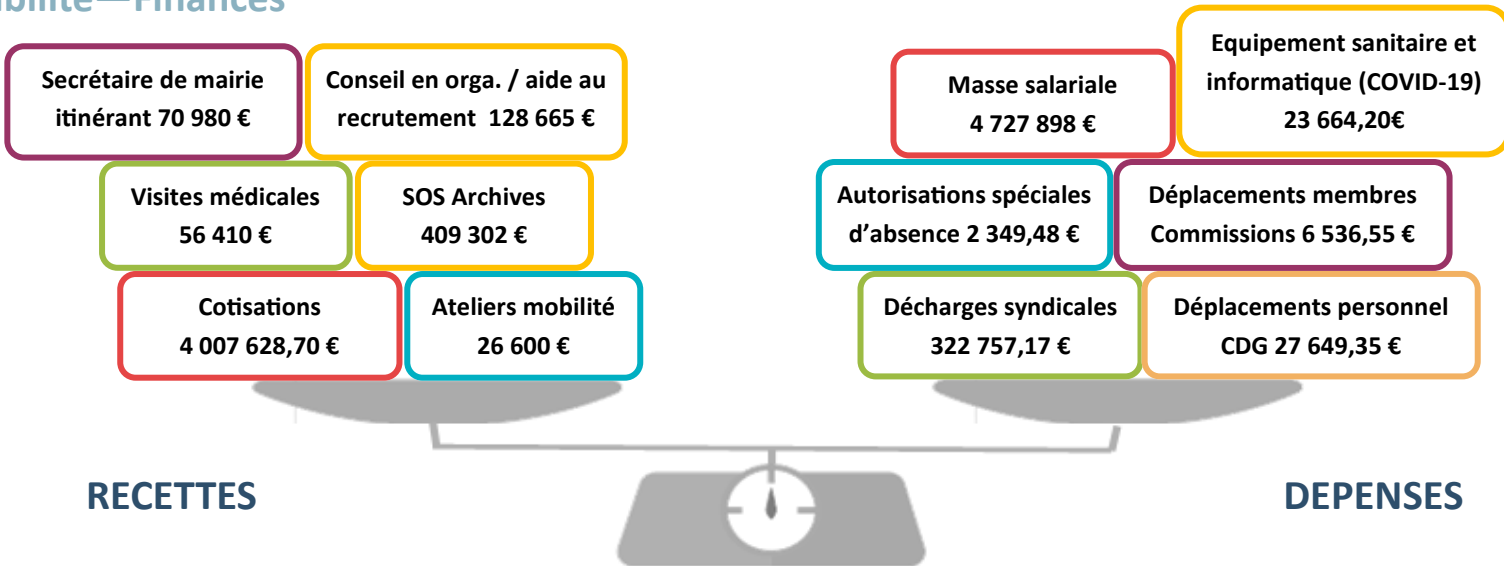 Finances
Secrétaire de mairie
itinérant 70 980 €
Conseil en orga. / aide au
recrutement 128 665 €
Visites médicales
56 410 €
SOS Archives
409 302 €
Cotisations
4 007 628,70 €
Ateliers mobilité
26 600 €
Masse salariale
4 727 898 €
Equipement sanitaire et
informatique (COVID-19)
23 664,20€
Autorisations spéciales
d'absence 2 349,48 €
Déplacements membres
Commissions 6 536,55 €
Décharges syndicales
322 757,17 €
Déplacements personnel
CDG 27 649,35 €
RECETTES
DEPENSES